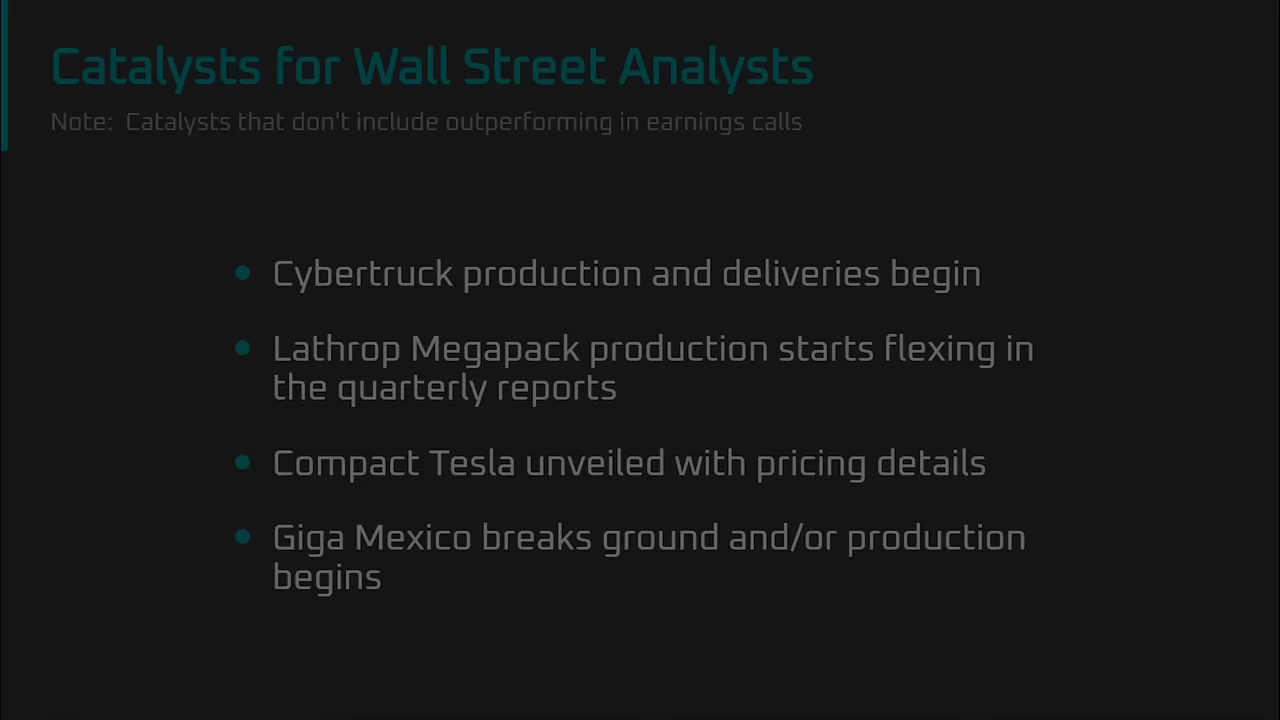 Catalysts for Wall Street Analysts
Note: Catalysts that don't include outperforming in earnings calls
Cybertruck production and deliveries begin
Lathrop Megapack production starts flexing in
the quarterly reports
Compact Tesla unveiled with pricing details
Giga Mexico breaks ground and/or production
begins